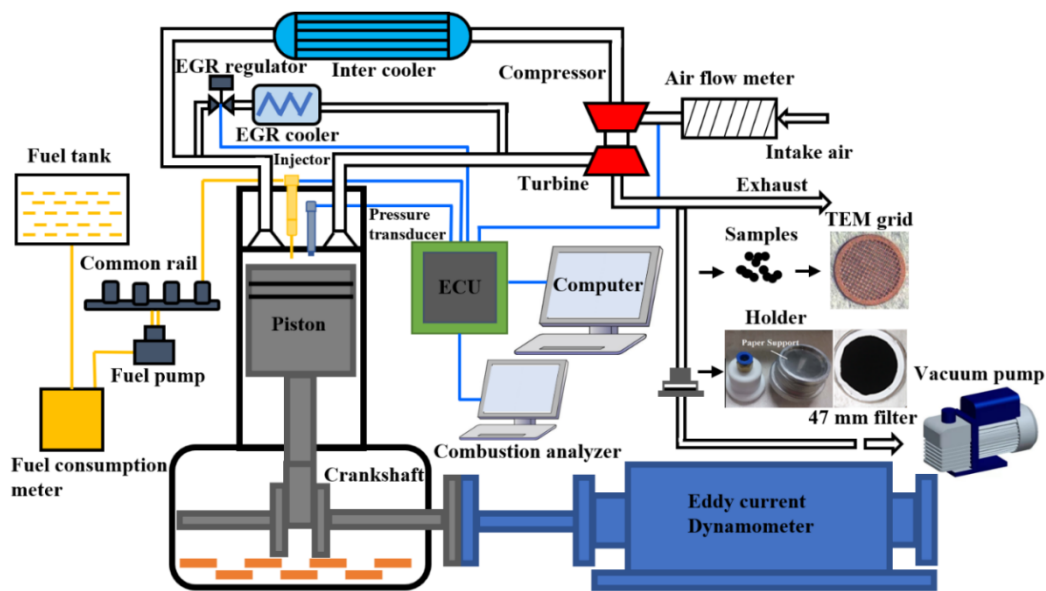 EGR regulator
Inter cooler
Compressor
Air flow meter
EGR cooler
Intake air
Fuel tank
Injector
Turbine
Exhaust
Pressure
transducer
TEM grid
Samples
Common rail
ECU
Computer
Piston
Holder
Paper Support
Fuel pump
Vacuum pump
47 mm filter
Combustion analyzer
Fuel consumption
meter
Crankshaft
Eddy current
Dynamometer